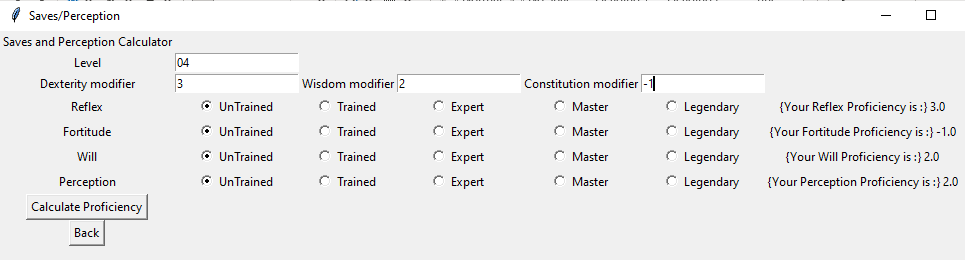 Saves/Perception
Saves and Perception Calculator
Level 04
Dexterity modifier 3 Wisdom modifier 2 Constitution modifier -1
Reflex UnTrained Trained Expert Master Legendary {Your Reflex Proficiency is :} 3.0
Fortitude UnTrained Trained Expert Master Legendary {Your Fortitude Proficiency is :} -1.0
Will UnTrained Trained Expert Master Legendary {Your Will Proficiency is :} 2.0
Perception UnTrained Trained Expert Master Legendary {Your Perception Proficiency is :} 2.0
Calculate Proficiency
Back